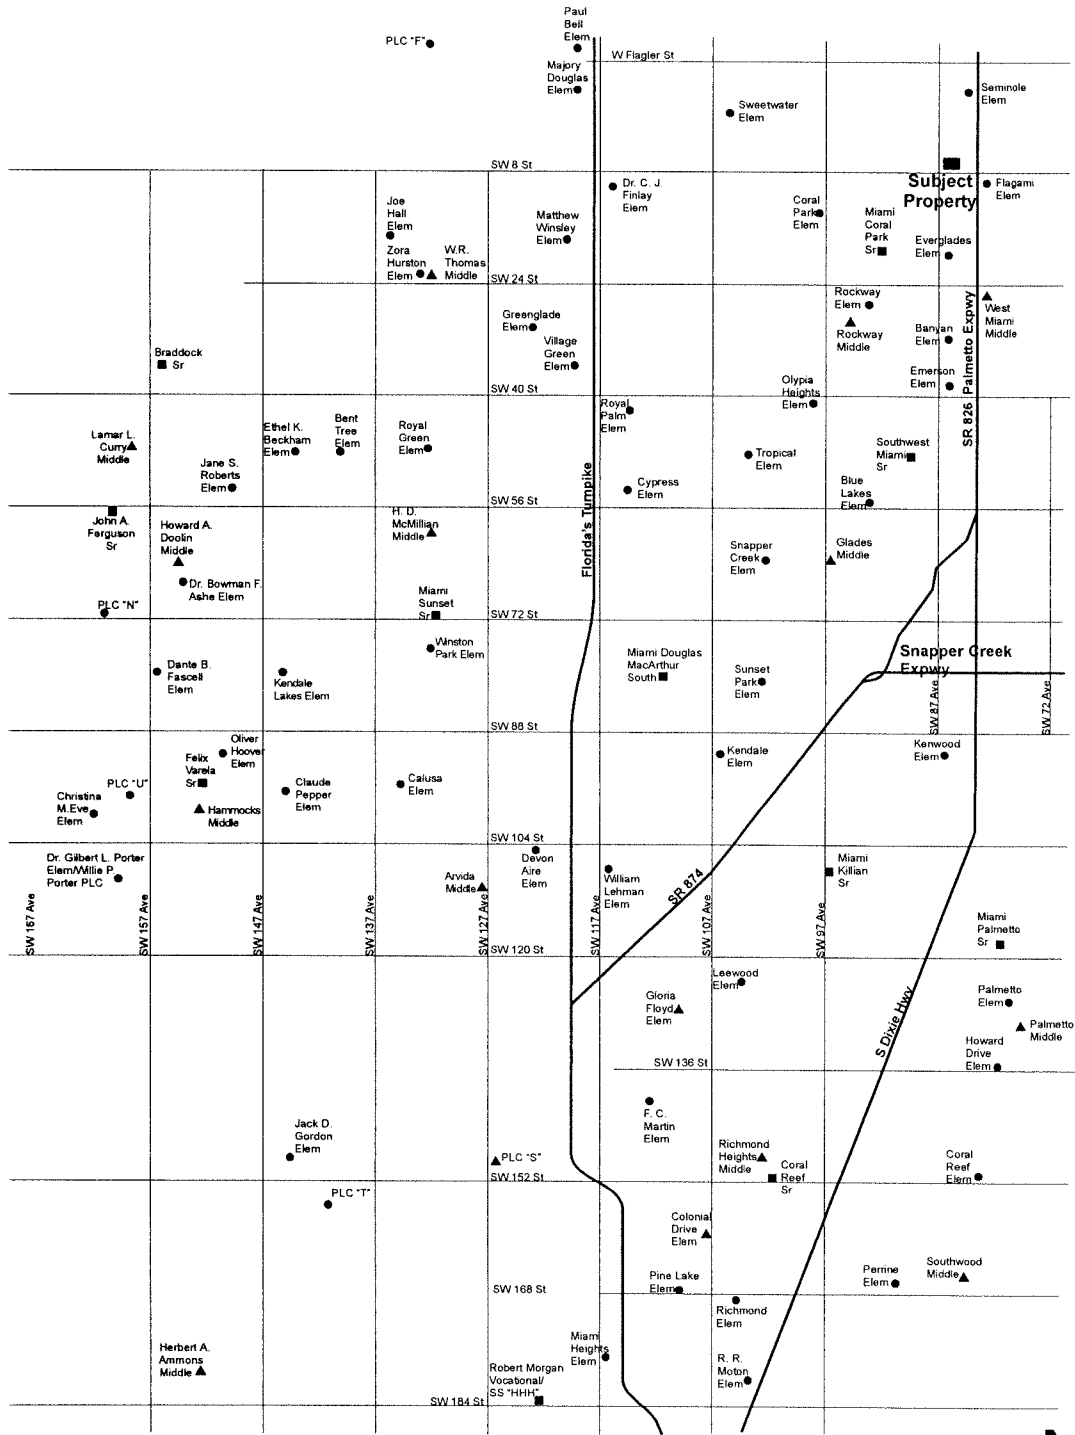 Paul
Bell
Elem
PLC "F"
W Flagler St
Majory
Douglas
Elem
Seminole
Elem
Sweetwater
Elem
SW 8 St
Subject
Property
Dr. C. J.
Finlay
Elem
Flagami
Elem
Joe
Hall
Elem
Coral
Park
Elem
Miami
Coral
Park
Sr
Matthew
Winsley
Elem
Everglades
Elem
Zora
Hurston
Elem
W.R.
Thomas
Middle
SW 24 St
Rockway
Elem
West
Miami
Middle
Greenglade
Elem
Rockway
Middle
Banyan
Elem
Village
Green
Elem
Braddock
Sr
Emerson
Elem
SR 826 Palmetto Expwy
SW 40 St
Olypia
Heights
Elem
Royal
Palm
Elem
Lamar L.
Curry
Middle
Ethel K.
Beckham
Elem
Bent
Tree
Elem
Royal
Green
Elem
Tropical
Elem
Southwest
Miami
Sr
Jane S.
Roberts
Elem
Cypress
Elem
Blue
Lakes
Elem
SW 56 St
Florida's Turnpike
John A.
Ferguson
Sr
Howard A.
Doolin
Middle
H. D.
McMillian
Middle
Snapper
Creek
Elem
Glades
Middle
Dr. Bowman F.
Ashe Elem
PLC "N"
Miami
Sunset
Sr
SW 72 St
Winston
Park Elem
Miami Douglas
MacArthur
South
Snapper Creek
Expwy
Dante B.
Fascell
Elem
Kendale
Lakes Elem
Sunset
Park
Elem
SW 87 Ave
SW 72 Ave
SW 88 St
Oliver
Hoover
Elem
Kendale
Elem
Kenwood
Elem
Felix
Varela
Sr
PLC "U"
Claude
Pepper
Elem
Calusa
Elem
Christina
M.Eve
Elem
Hammocks
Middle
SW 104 St
Dr. Gilbert L. Porter
Elem/Willie P.
Porter PLC
Devon
Aire
Elem
Arvida
Middle
William
Lehman
Elem
SR 874
Miami
Killian
Sr
SW 167 Ave
SW 157 Ave
SW 147 Ave
SW 137 Ave
SW 127 Ave
SW 117 Ave
SW 107 Ave
SW 97 Ave
Miami
Palmetto
Sr
SW 120 St
Leewood
Elem
Gloria
Floyd
Elem
Palmetto
Elem
Palmetto
Middle
S Dixie Hwy
Howard
Drive
Elem
SW 136 St
F. C.
Martin
Elem
Jack D.
Gordon
Elem
PLC "S"
Richmond
Heights
Middle
Coral
Reef
Sr
Coral
Reef
Elem
SW 152 St
PLC "T"
Colonial
Drive
Elem
Pine Lake
Elem
Perrine
Elem
Southwood
Middle
SW 168 St
Richmond
Elem
Herbert A.
Ammons
Middle
Miami
Heights
Elem
R. R.
Moton
Elem
Robert Morgan
Vocational/
SS "HHH"
SW 184 St